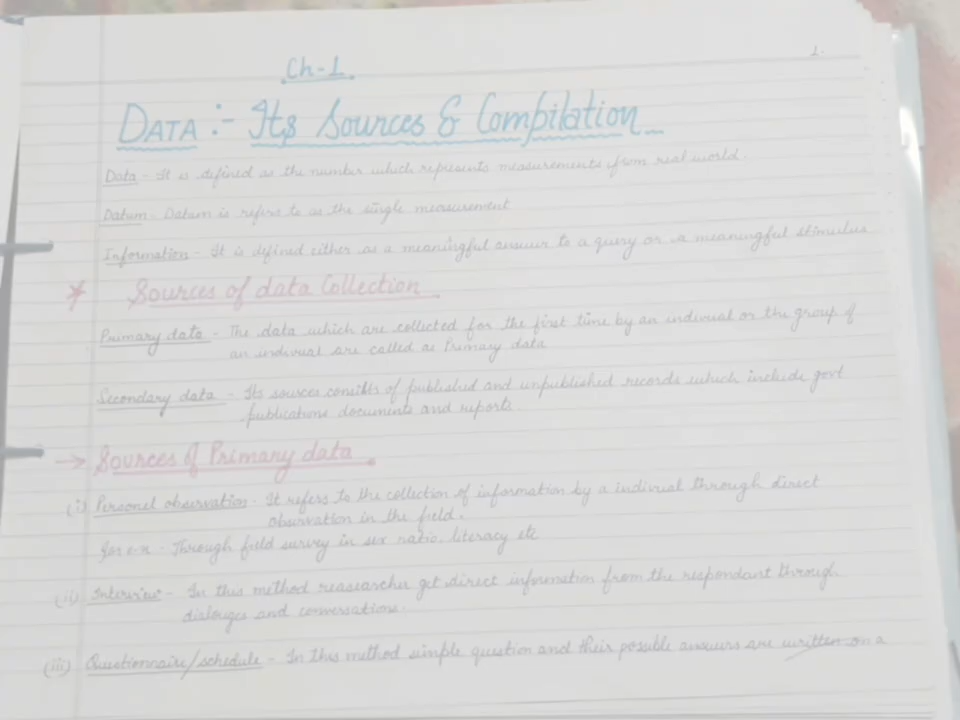 1.
Ch-1.
DATA :- Its Sources & Compilation
Data - It is defined as the number which represents measurements from real world.
Datum - Datum is refers to as the single measurement
Information - It is defined either as a meaningful answer to a query or a meaningful stimulus
* Sources of data Collection
Primary data - The data which are collected for the first time by an indiviual or the group of
an indiviual are called as Primary data
Secondary data - Its sources consists of published and unpublished records which include govt
publications documents and reports
→ Sources of Primary data
(i) Personel observation - It refers to the collection of information by a indiviual through direct
observation in the field.
for e-x - Through field survey in sex ratio, literacy etc
(ii) Interview - In this method reasearcher get direct information from the respondant through
dialouges and conversations.
(iii) Questionnaire/schedule - In this method simple question and their possible answers are written on a